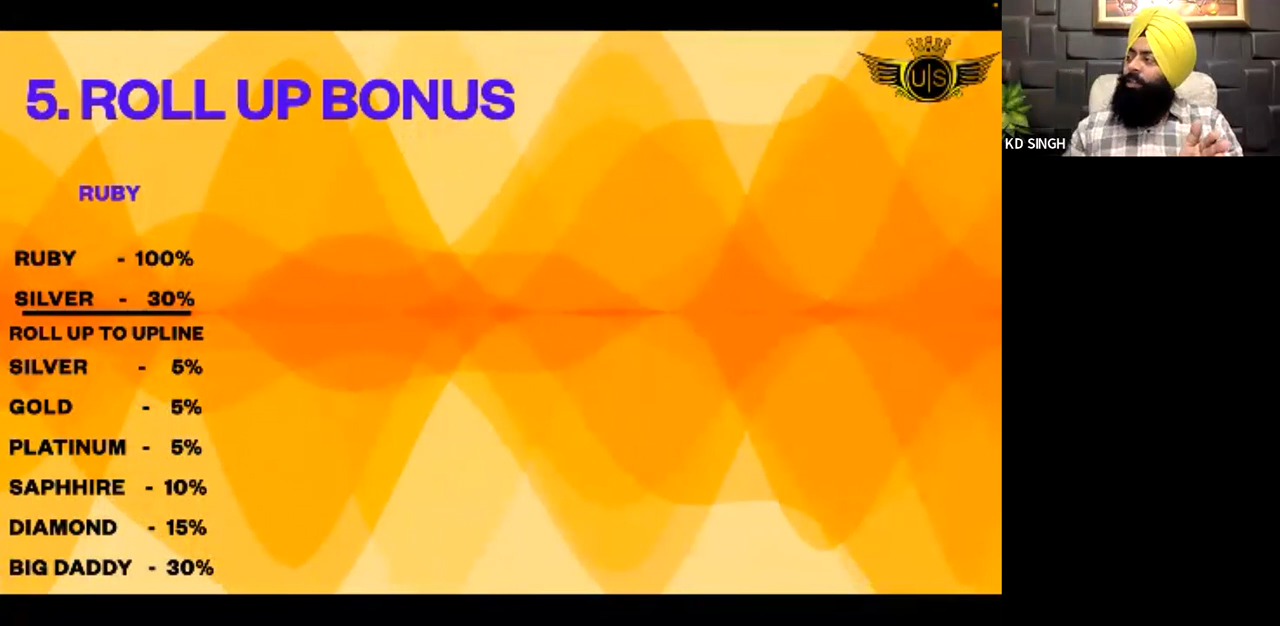 5. ROLL UP BONUS
U|S
KD SINGH
RUBY
RUBY - 100%
SILVER - 30%
ROLL UP TO UPLINE
SILVER - 5%
GOLD - 5%
PLATINUM - 5%
SAPHHIRE - 10%
DIAMOND - 15%
BIG DADDY - 30%